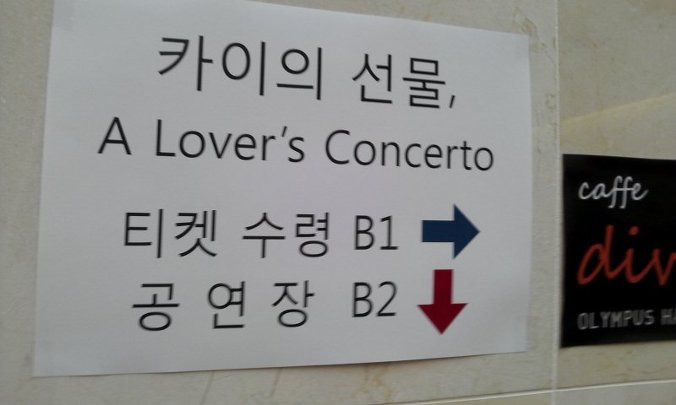 카이의 선물,
A Lover's Concerto
티켓 수령 B1
공 연 장 B2
caffe
OLYMPUS